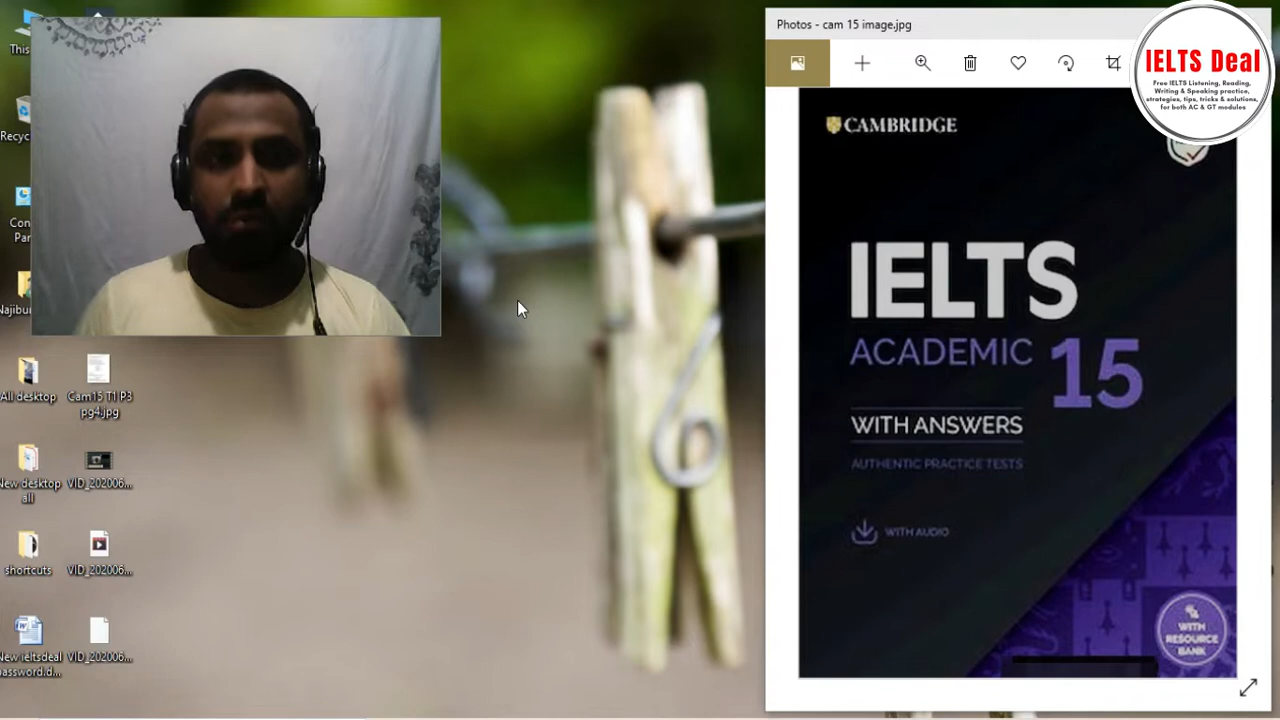 Photos - cam 15 image.jpg
IELTS Deal
Free IELTS Listening, Reading,
Writing & Speaking practice,
strategies, tips, tricks & solutions,
for both AC & GT modules
CAMBRIDGE
IELTS
ACADEMIC 15
WITH ANSWERS
AUTHENTIC PRACTICE TESTS
WITH AUDIO
WITH
RESOURCE
BANK
This
Recyc
Con
Par
Najibur
All desktop
Cam15 T1 P3
pg4.jpg
New desktop
all
VID_202006...
shortcuts
VID_202006...
New ieltsdeal
password.d...
VID_202006...